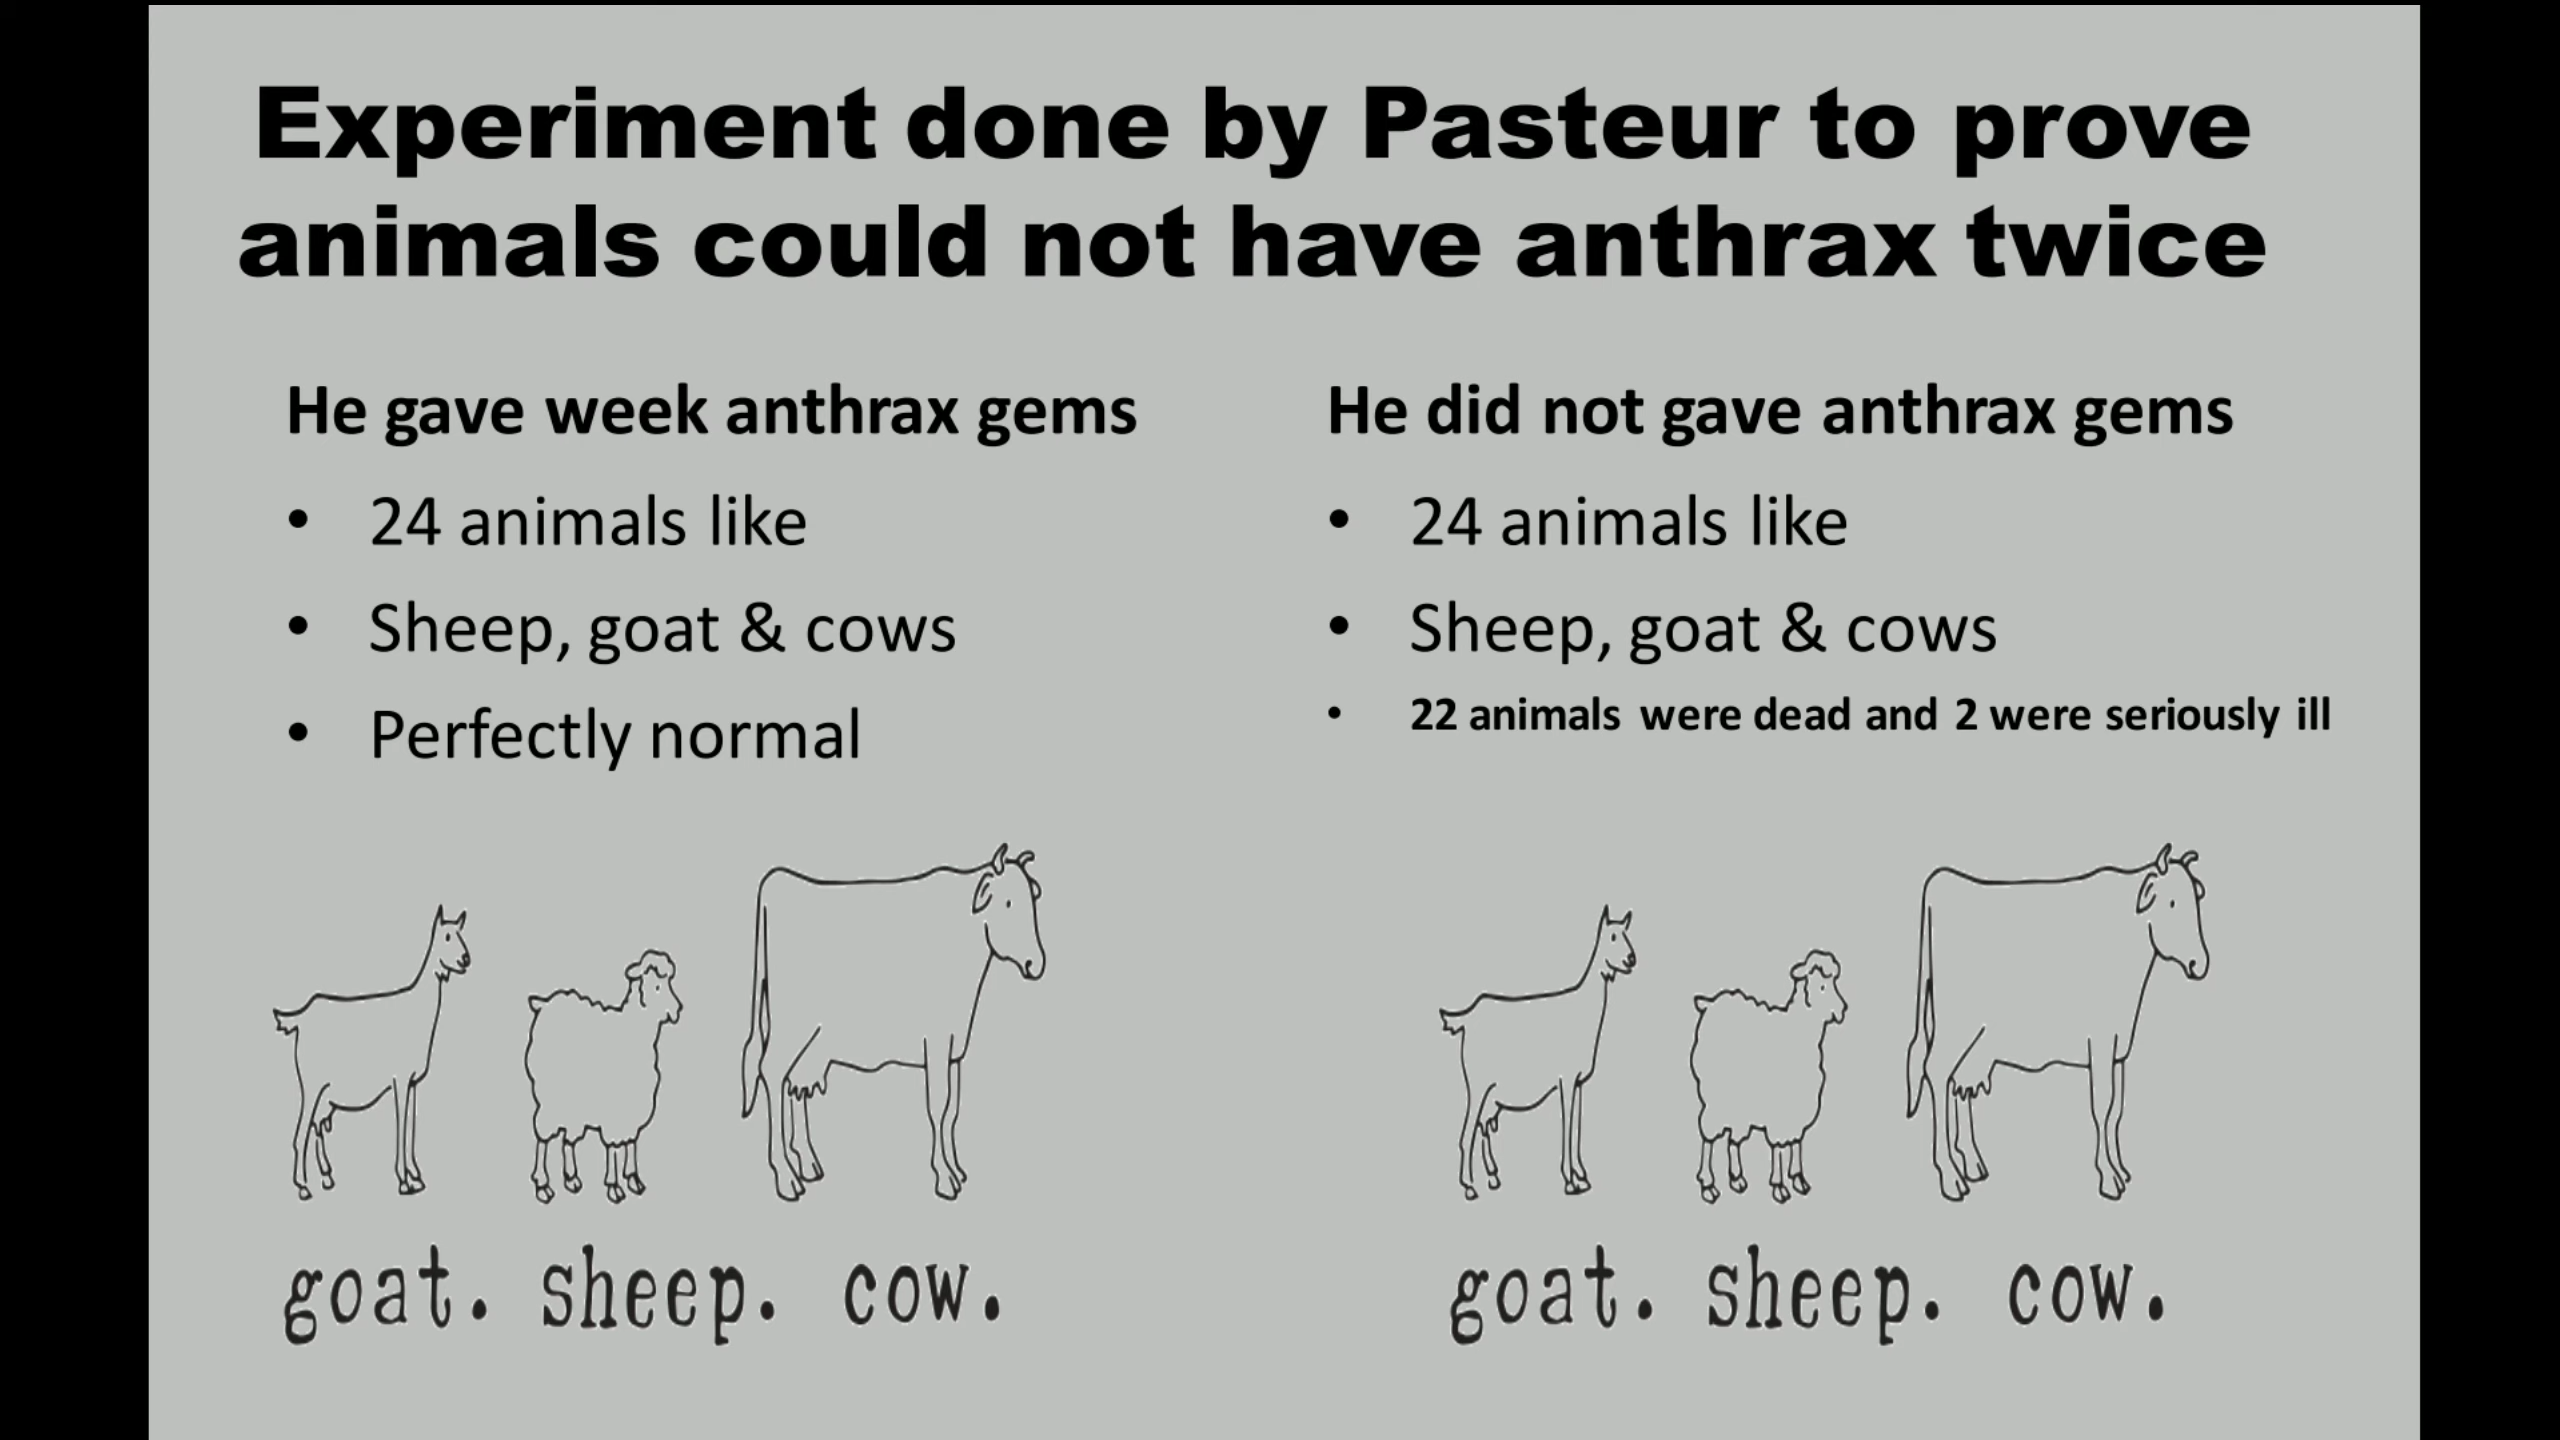 Experiment done by Pasteur to prove
animals could not have anthrax twice
He gave week anthrax gems
• 24 animals like
• Sheep, goat & cows
• Perfectly normal
He did not gave anthrax gems
• 24 animals like
• Sheep, goat & cows
• 22 animals were dead and 2 were seriously ill
goat. sheep. cow.
goat. sheep. cow.